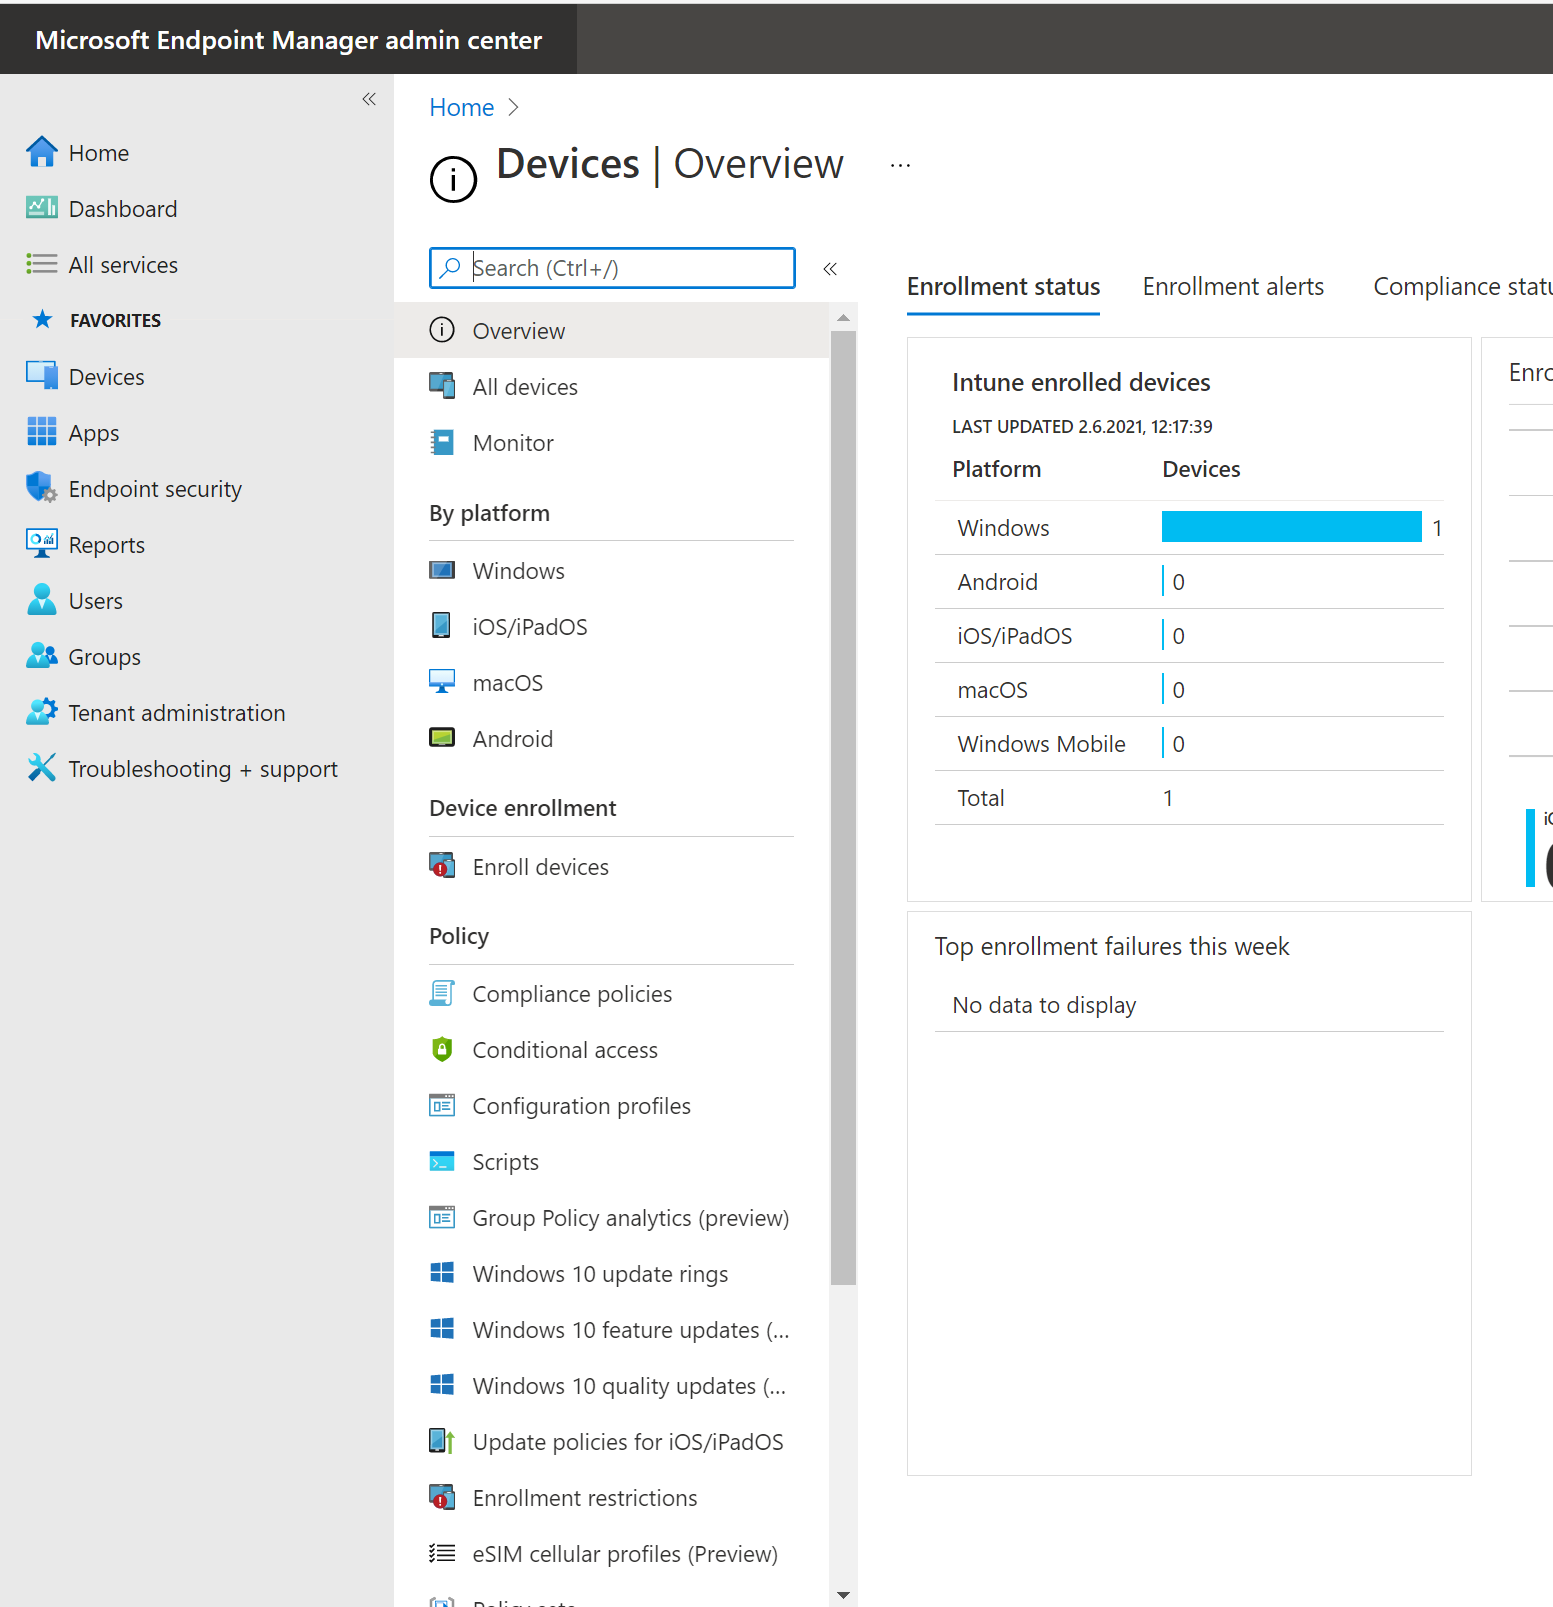 Microsoft Endpoint Manager admin center
Home
Dashboard
All services
FAVORITES
Devices
Apps
Endpoint security
Reports
Users
Groups
Tenant administration
Troubleshooting + support
Home
Devices | Overview
...
Search (Ctrl+/)
Overview
All devices
Monitor
By platform
Windows
iOS/iPadOS
macOS
Android
Device enrollment
Enroll devices
Policy
Compliance policies
Conditional access
Configuration profiles
Scripts
Group Policy analytics (preview)
Windows 10 update rings
Windows 10 feature updates (...
Windows 10 quality updates (...
Update policies for iOS/iPadOS
Enrollment restrictions
eSIM cellular profiles (Preview)
Enrollment status Enrollment alerts Compliance statu
Intune enrolled devices
LAST UPDATED 2.6.2021, 12:17:39
Platform Devices
Windows 1
Android 0
iOS/iPadOS 0
macOS 0
Windows Mobile 0
Total 1
Top enrollment failures this week
No data to display
Enro